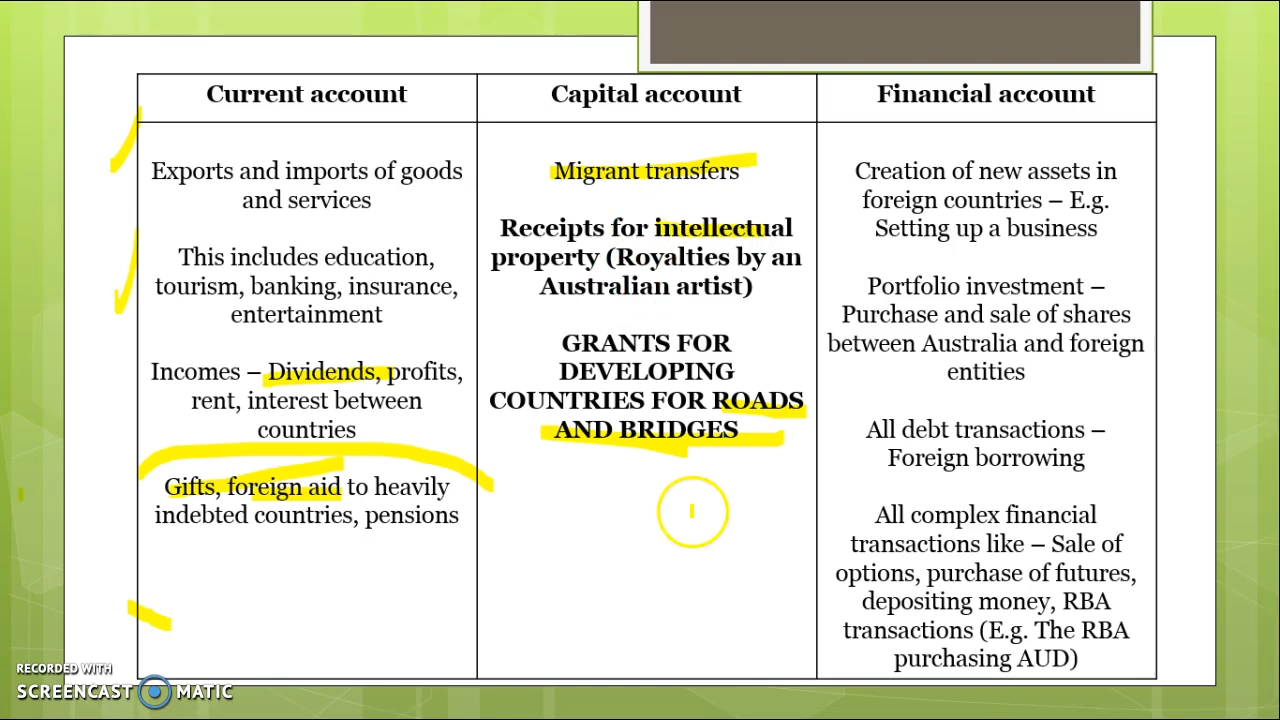 Current account
Capital account
Financial account
Exports and imports of goods
and services
This includes education,
tourism, banking, insurance,
entertainment
Incomes – Dividends, profits,
rent, interest between
countries
Gifts, foreign aid to heavily
indebted countries, pensions
Migrant transfers
Receipts for intellectual
property (Royalties by an
Australian artist)
GRANTS FOR
DEVELOPING
COUNTRIES FOR ROADS
AND BRIDGES
Creation of new assets in
foreign countries – E.g.
Setting up a business
Portfolio investment –
Purchase and sale of shares
between Australia and foreign
entities
All debt transactions –
Foreign borrowing
All complex financial
transactions like – Sale of
options, purchase of futures,
depositing money, RBA
transactions (E.g. The RBA
purchasing AUD)
RECORDED WITH
SCREENCAST MATIC